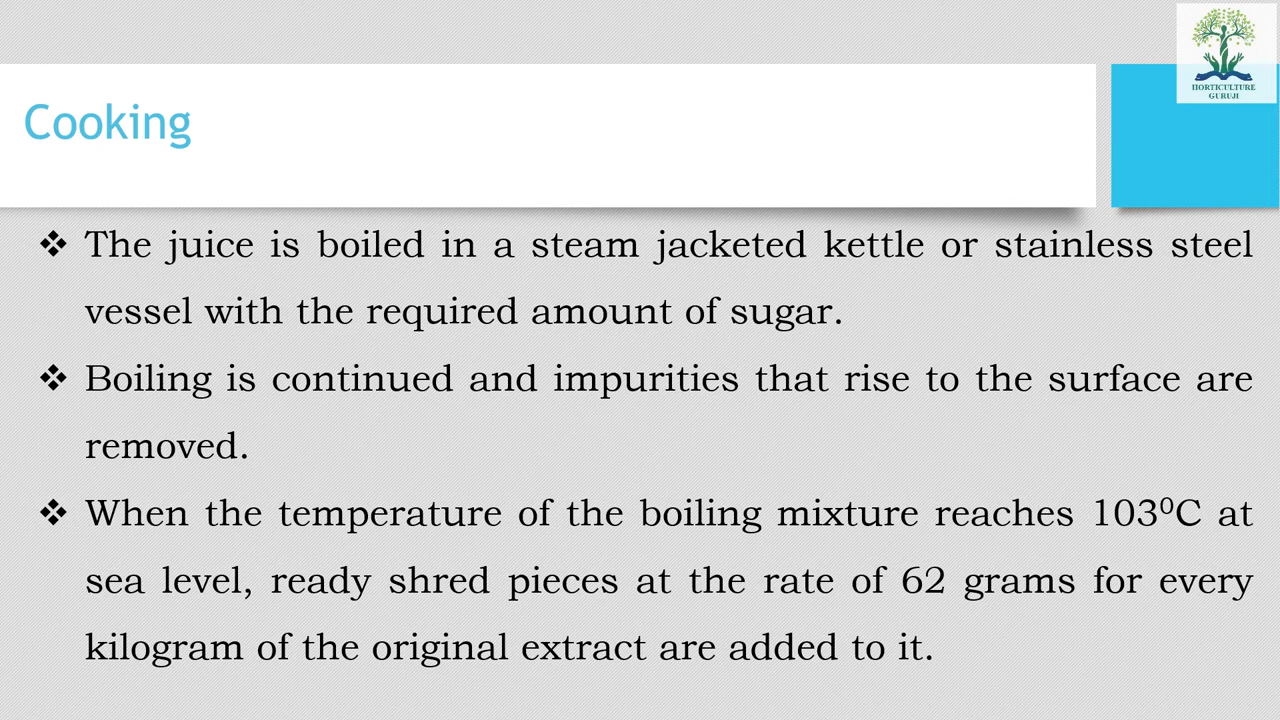 HORTICULTURE
GURUJI
Cooking
❖ The juice is boiled in a steam jacketed kettle or stainless steel
vessel with the required amount of sugar.
❖ Boiling is continued and impurities that rise to the surface are
removed.
❖ When the temperature of the boiling mixture reaches 103⁰C at
sea level, ready shred pieces at the rate of 62 grams for every
kilogram of the original extract are added to it.